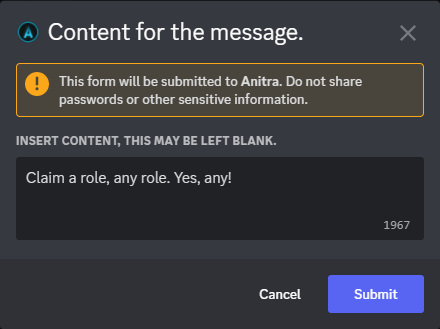 Content for the message.
This form will be submitted to Anitra. Do not share
passwords or other sensitive information.
INSERT CONTENT, THIS MAY BE LEFT BLANK.
Claim a role, any role. Yes, any!
1967
Cancel
Submit